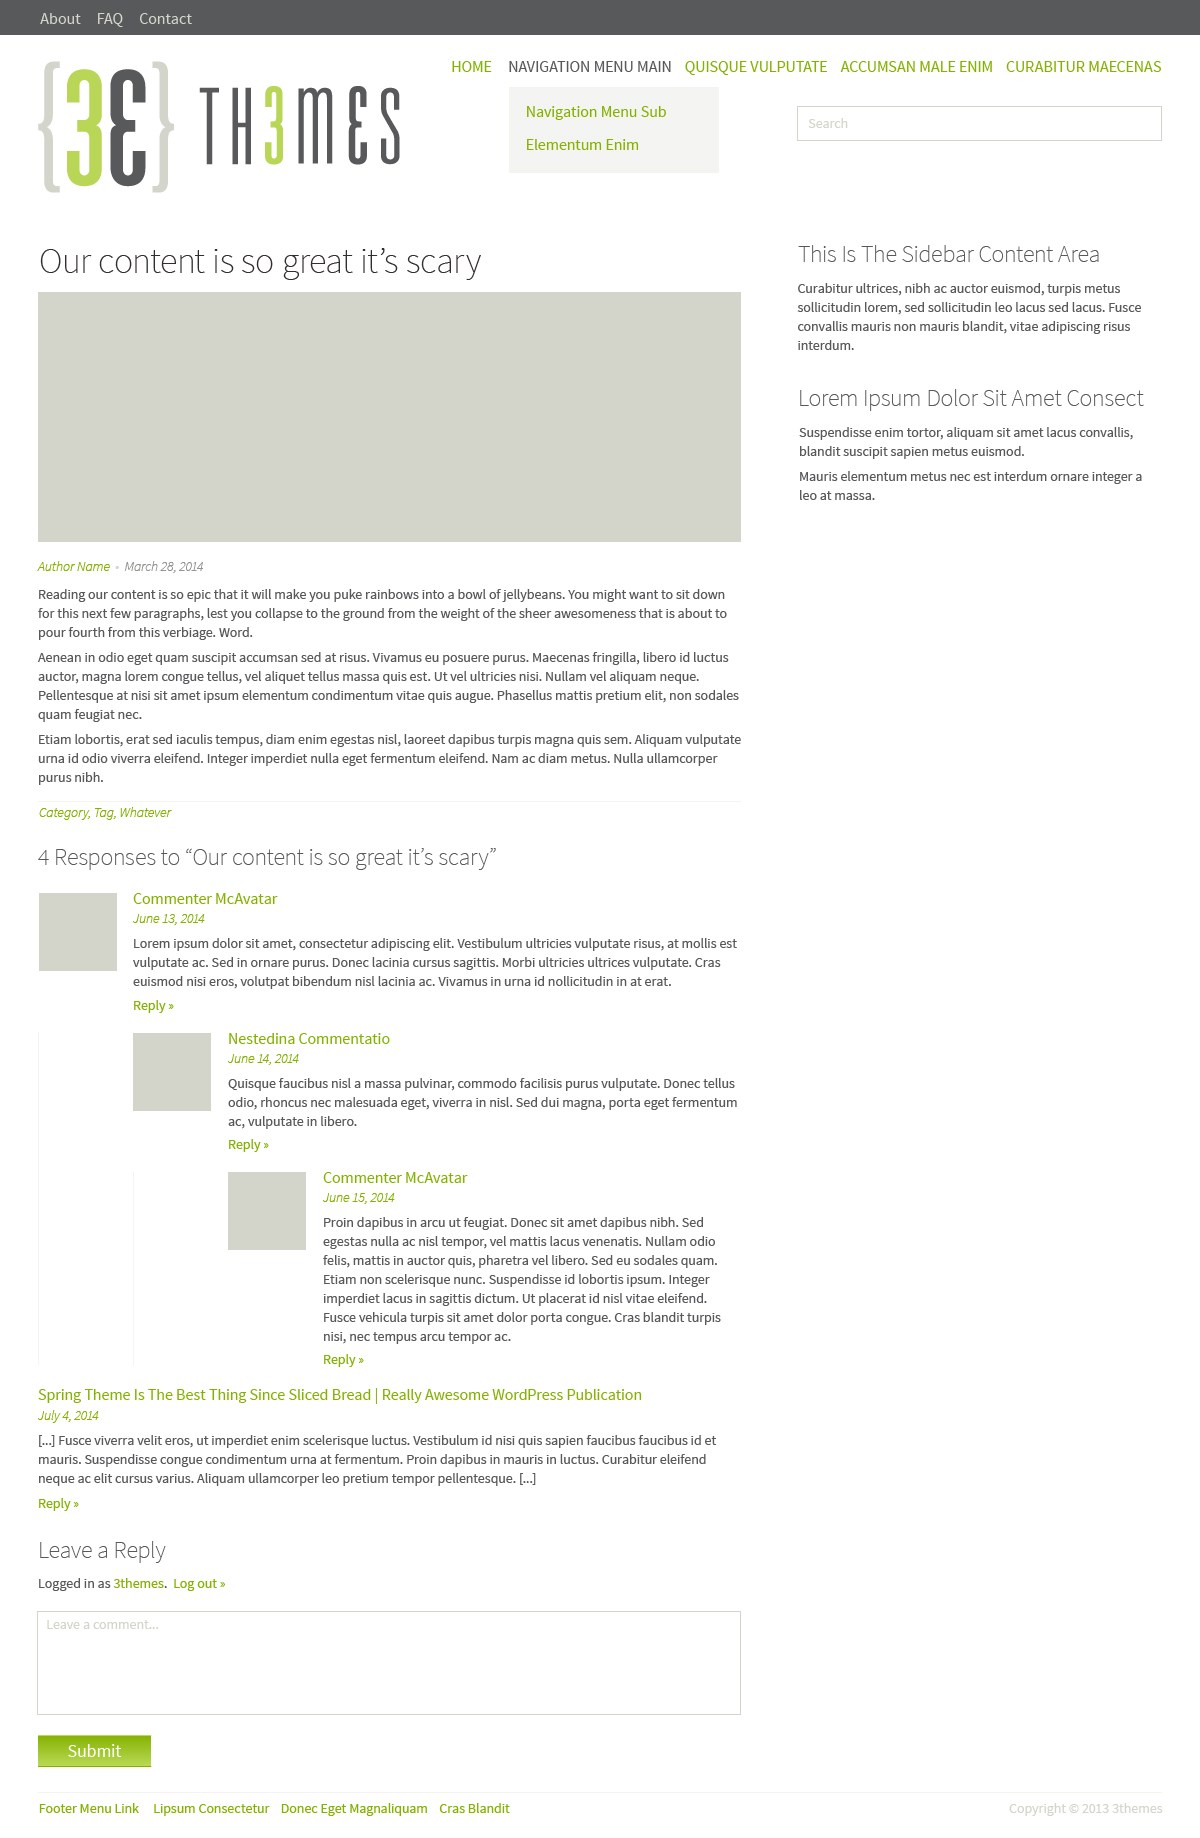 About FAQ Contact
{3E} TH3MES
HOME NAVIGATION MENU MAIN QUISQUE VULPUTATE ACCUMSAN MALE ENIM CURABITUR MAECENAS
Navigation Menu Sub
Elementum Enim
Search
Our content is so great it’s scary
Author Name • March 28, 2014
Reading our content is so epic that it will make you puke rainbows into a bowl of jellybeans. You might want to sit down
for this next few paragraphs, lest you collapse to the ground from the weight of the sheer awesomeness that is about to
pour fourth from this verbiage. Word.
Aenean in odio eget quam suscipit accumsan sed at risus. Vivamus eu posuere purus. Maecenas fringilla, libero id luctus
auctor, magna lorem congue tellus, vel aliquet tellus massa quis est. Ut vel ultricies nisi. Nullam vel aliquam neque.
Pellentesque at nisi sit amet ipsum elementum condimentum vitae quis augue. Phasellus mattis pretium elit, non sodales
quam feugiat nec.
Etiam lobortis, erat sed iaculis tempus, diam enim egestas nisl, laoreet dapibus turpis magna quis sem. Aliquam vulputate
urna id odio viverra eleifend. Integer imperdiet nulla eget fermentum eleifend. Nam ac diam metus. Nulla ullamcorper
purus nibh.
Category, Tag, Whatever
4 Responses to “Our content is so great it’s scary”
Commenter McAvatar
June 13, 2014
Lorem ipsum dolor sit amet, consectetur adipiscing elit. Vestibulum ultricies vulputate risus, at mollis est
vulputate ac. Sed in ornare purus. Donec lacinia cursus sagittis. Morbi ultricies ultrices vulputate. Cras
euismod nisi eros, volutpat bibendum nisl lacinia ac. Vivamus in urna id nollicitudin in at erat.
Reply »
Nestedina Commentatio
June 14, 2014
Quisque faucibus nisl a massa pulvinar, commodo facilisis purus vulputate. Donec tellus
odio, rhoncus nec malesuada eget, viverra in nisl. Sed dui magna, porta eget fermentum
ac, vulputate in libero.
Reply »
Commenter McAvatar
June 15, 2014
Proin dapibus in arcu ut feugiat. Donec sit amet dapibus nibh. Sed
egestas nulla ac nisl tempor, vel mattis lacus venenatis. Nullam odio
felis, mattis in auctor quis, pharetra vel libero. Sed eu sodales quam.
Etiam non scelerisque nunc. Suspendisse id lobortis ipsum. Integer
imperdiet lacus in sagittis dictum. Ut placerat id nisl vitae eleifend.
Fusce vehicula turpis sit amet dolor porta congue. Cras blandit turpis
nisi, nec tempus arcu tempor ac.
Reply »
Spring Theme Is The Best Thing Since Sliced Bread | Really Awesome WordPress Publication
July 4, 2014
[...] Fusce viverra velit eros, ut imperdiet enim scelerisque luctus. Vestibulum id nisi quis sapien faucibus faucibus id et
mauris. Suspendisse congue condimentum urna at fermentum. Proin dapibus in mauris in luctus. Curabitur eleifend
neque ac elit cursus varius. Aliquam ullamcorper leo pretium tempor pellentesque. [...]
Reply »
Leave a Reply
Logged in as 3themes. Log out »
Leave a comment...
Submit
This Is The Sidebar Content Area
Curabitur ultrices, nibh ac auctor euismod, turpis metus
sollicitudin lorem, sed sollicitudin leo lacus sed lacus. Fusce
convallis mauris non mauris blandit, vitae adipiscing risus
interdum.
Lorem Ipsum Dolor Sit Amet Consect
Suspendisse enim tortor, aliquam sit amet lacus convallis,
blandit suscipit sapien metus euismod.
Mauris elementum metus nec est interdum ornare integer a
leo at massa.
Footer Menu Link Lipsum Consectetur Donec Eget Magnaliquam Cras Blandit
Copyright © 2013 3themes